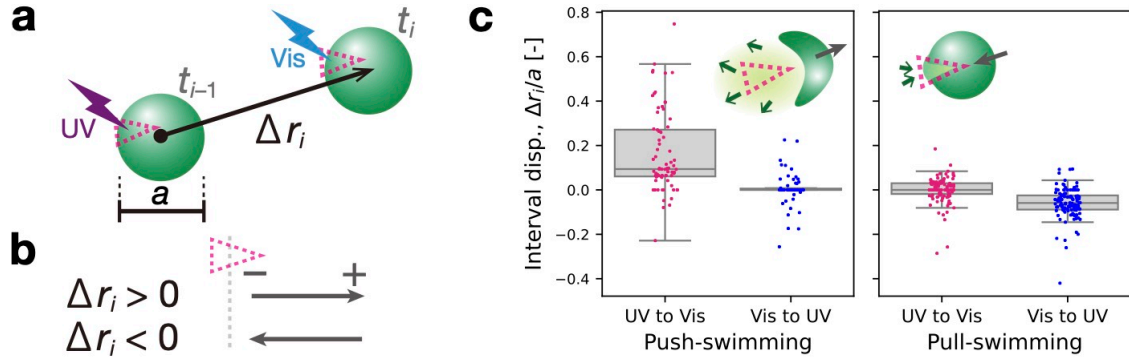 a
t_i
Vis
t_{i−1}
UV
Δr_i
a
b
− +
Δr_i > 0
Δr_i < 0
c
Interval disp., Δr_i/a [-]
0.8
0.6
0.4
0.2
0.0
−0.2
−0.4
UV to Vis Vis to UV
Push-swimming
UV to Vis Vis to UV
Pull-swimming